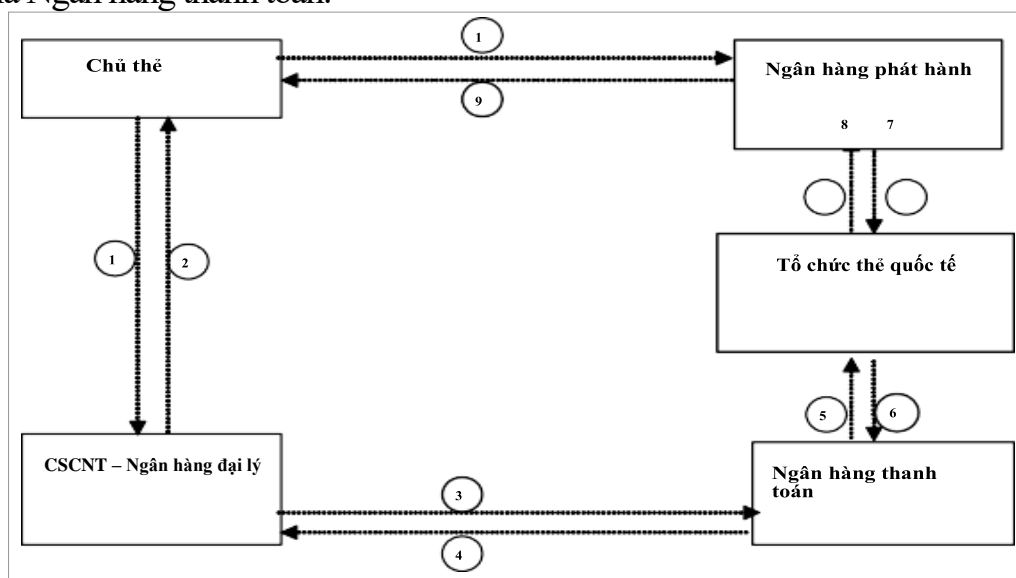 Ngân hàng thanh toán.
1
Chủ thẻ
Ngân hàng phát hành
9
8 7
1
2
Tổ chức thẻ quốc tế
5
6
CSCNT – Ngân hàng đại lý
Ngân hàng thanh
toán
3
4